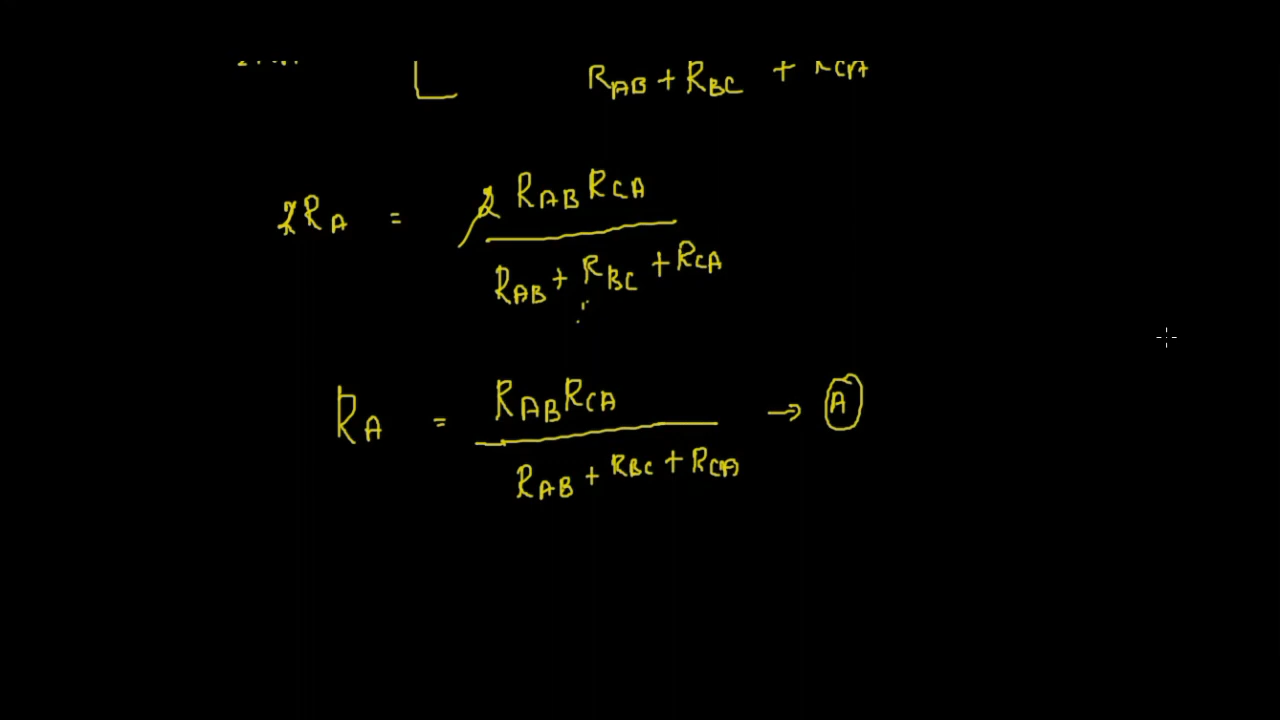 R_AB + R_BC + R_CA
2R_A = 2 R_AB R_CA / R_AB + R_BC + R_CA
R_A = R_AB R_CA / R_AB + R_BC + R_CA → A